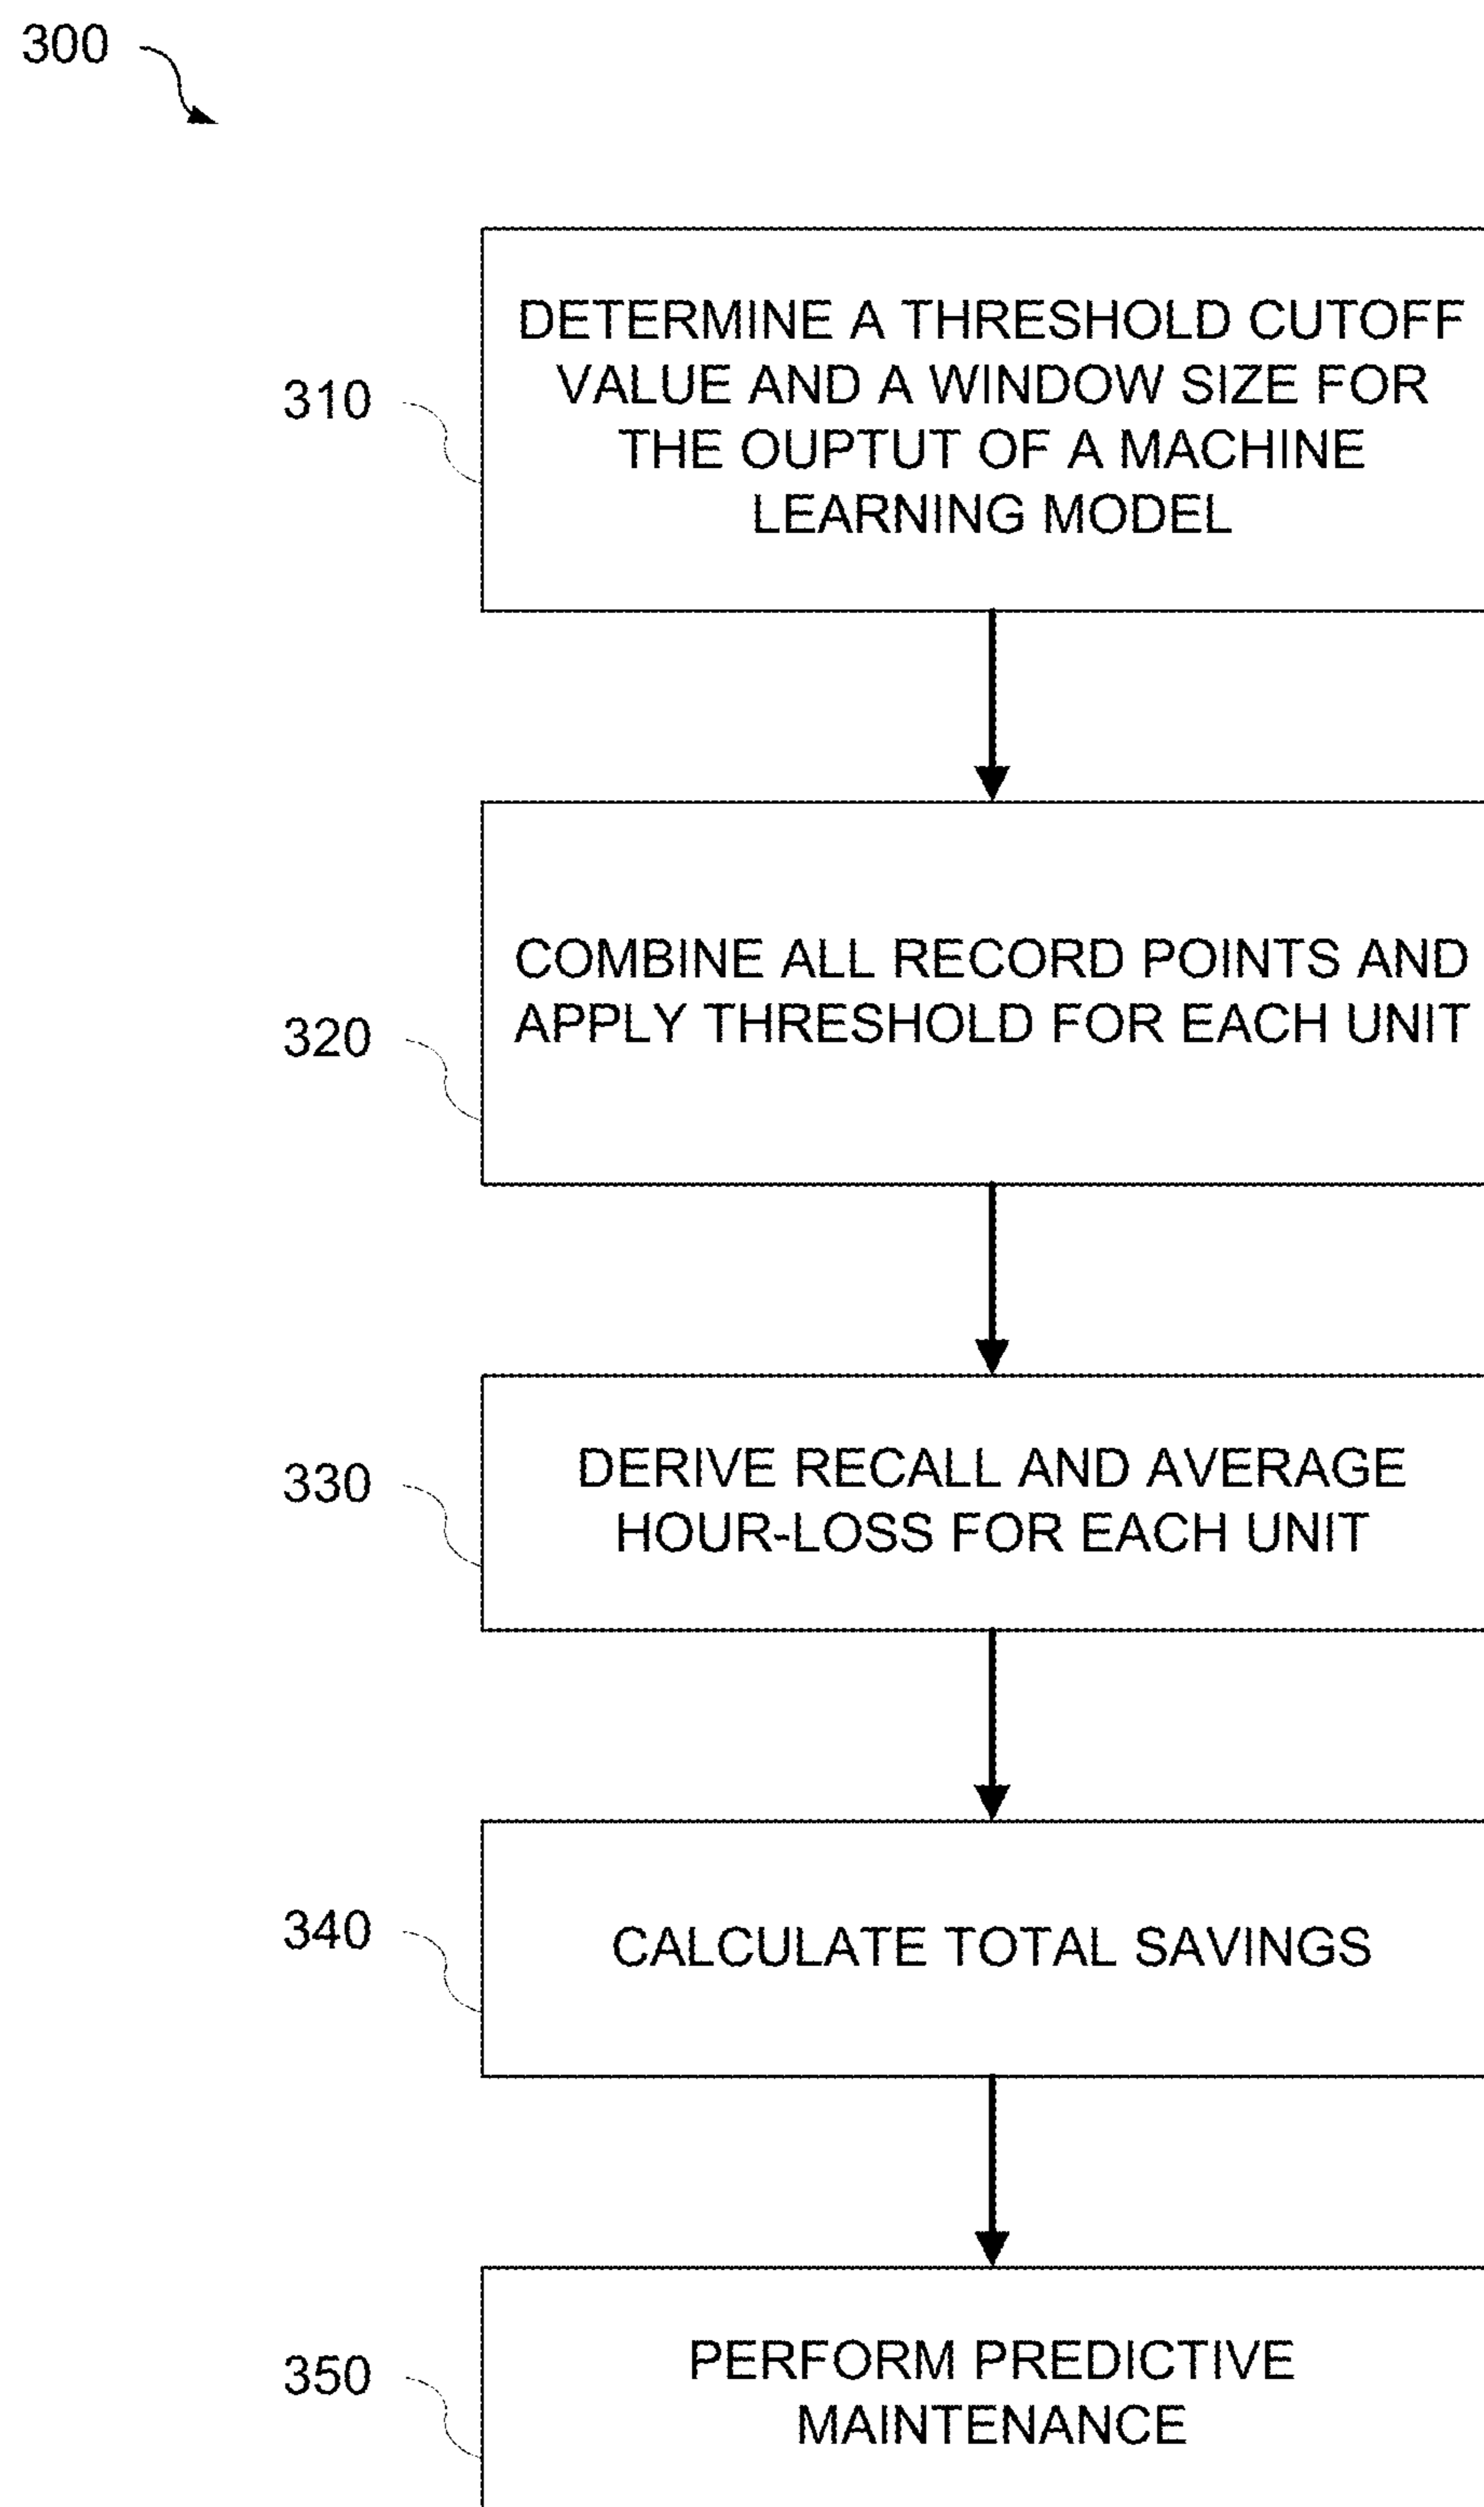 300
310
DETERMINE A THRESHOLD CUTOFF
VALUE AND A WINDOW SIZE FOR
THE OUPTUT OF A MACHINE
LEARNING MODEL
320
COMBINE ALL RECORD POINTS AND
APPLY THRESHOLD FOR EACH UNIT
330
DERIVE RECALL AND AVERAGE
HOUR-LOSS FOR EACH UNIT
340
CALCULATE TOTAL SAVINGS
350
PERFORM PREDICTIVE
MAINTENANCE